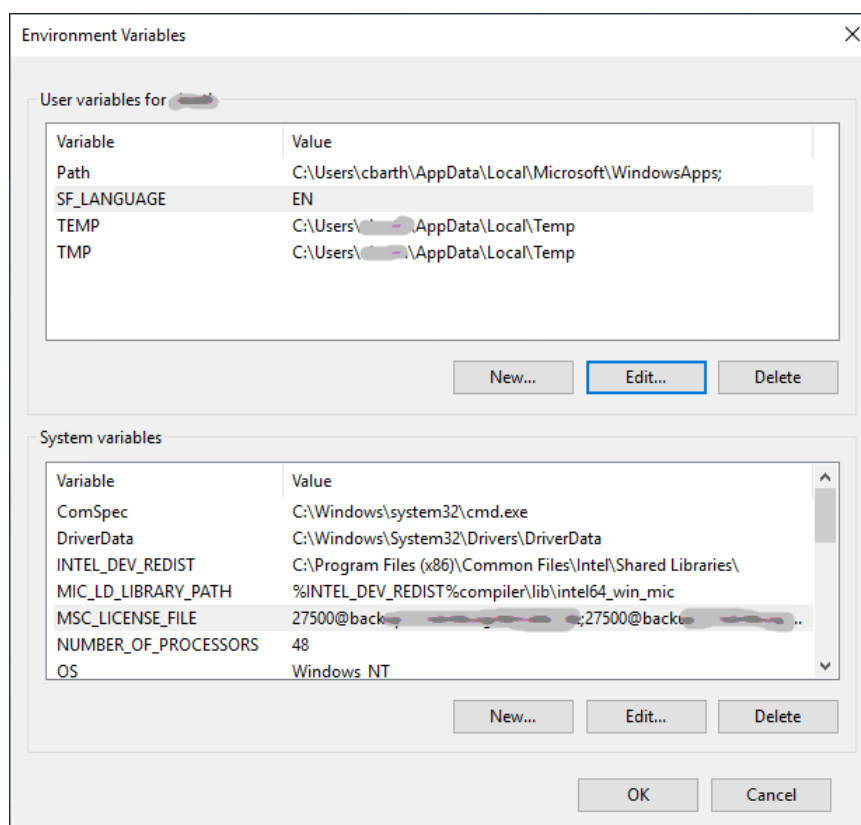 Environment Variables
User variables for
Variable Value
Path C:\Users\cbarth\AppData\Local\Microsoft\WindowsApps;
SF_LANGUAGE EN
TEMP C:\Users\ \AppData\Local\Temp
TMP C:\Users\ \AppData\Local\Temp
New... Edit... Delete
System variables
Variable Value
ComSpec C:\Windows\system32\cmd.exe
DriverData C:\Windows\System32\Drivers\DriverData
INTEL_DEV_REDIST C:\Program Files (x86)\Common Files\Intel\Shared Libraries\
MIC_LD_LIBRARY_PATH %INTEL_DEV_REDIST%compiler\lib\intel64_win_mic
MSC_LICENSE_FILE 27500@back ;27500@back ..
NUMBER_OF_PROCESSORS 48
OS Windows_NT
New... Edit... Delete
OK Cancel